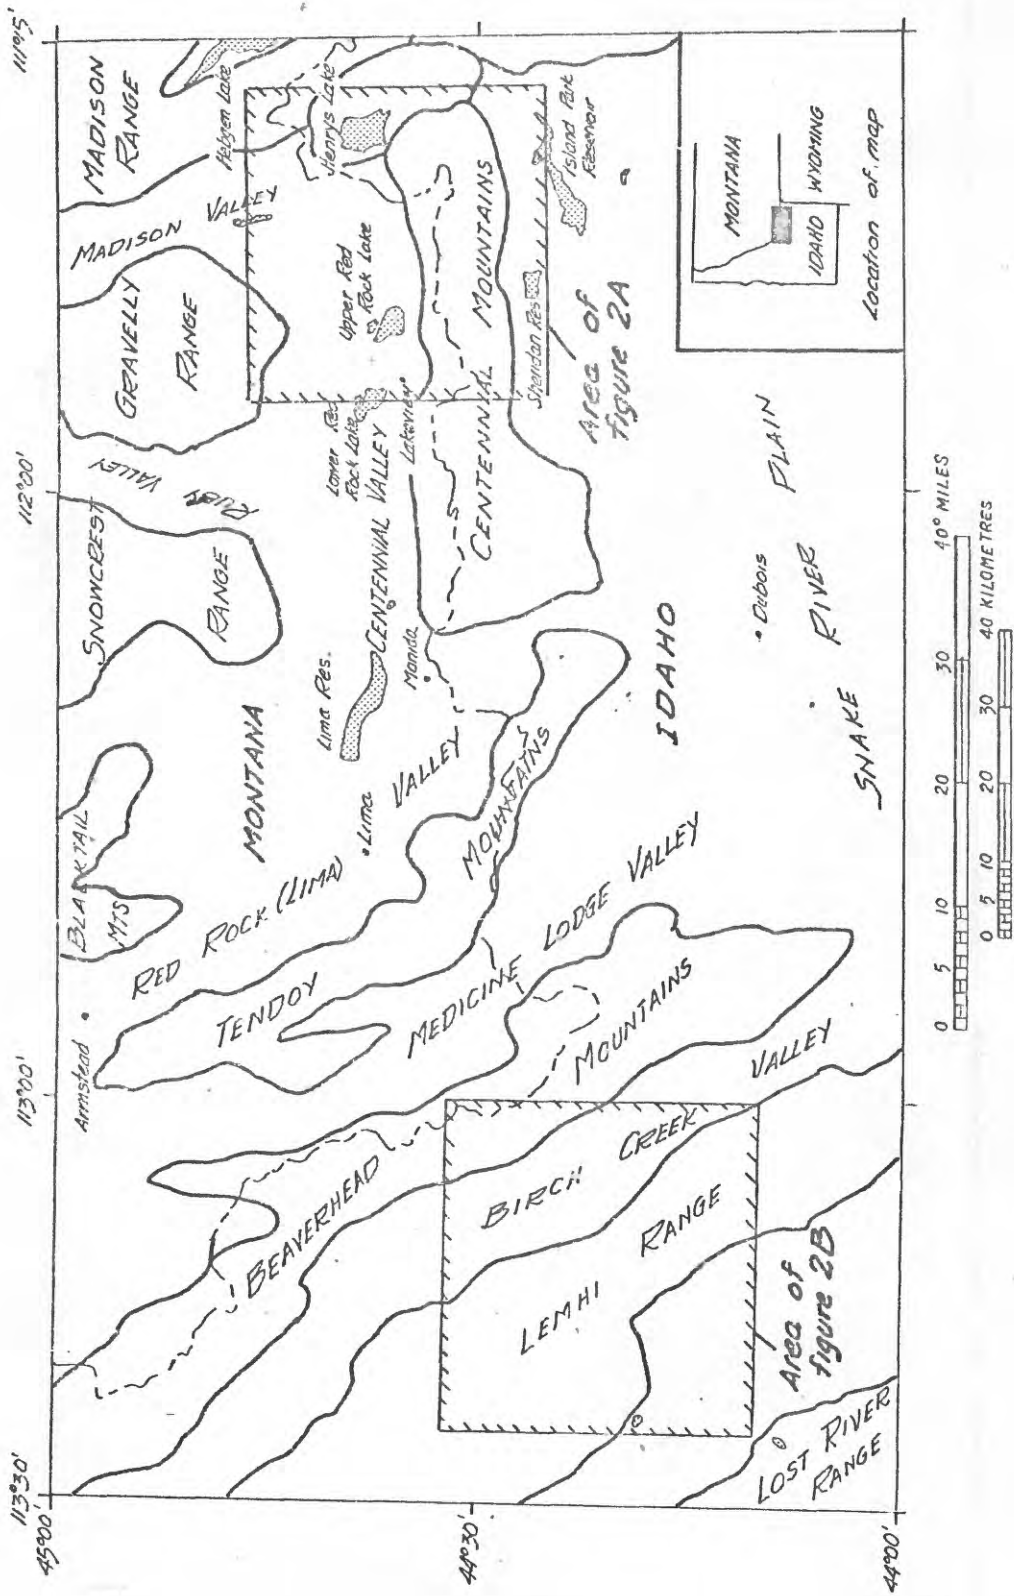 113°30'
113°00'
112°00'
111°15'
45°00'
44°30'
44°00'
Armstead
BLACKTAIL
MTS
SNOWCREST
RANGE
RUBY VALLEY
GRAVELLY
RANGE
MADISON VALLEY
MADISON
RANGE
Hebgen Lake
Henrys Lake
Upper Red
Rock Lake
Lower Red
Rock Lake
Lakeview
CENTENNIAL VALLEY
CENTENNIAL MOUNTAINS
Lima Res.
Monida
MONTANA
Lima
RED ROCK (LIMA) VALLEY
TENDOY
MOUNTAINS
MEDICINE LODGE VALLEY
BEAVERHEAD
MOUNTAINS
BIRCH CREEK VALLEY
LEMHI RANGE
LOST RIVER
RANGE
Area of
figure 2B
Area of
figure 2A
Sheridan Res
Island Park
Reservoir
IDAHO
Dubois
SNAKE RIVER PLAIN
MONTANA
IDAHO
WYOMING
Location of map
0 5 10 20 30 40° MILES
0 5 10 20 30 40 KILOMETRES